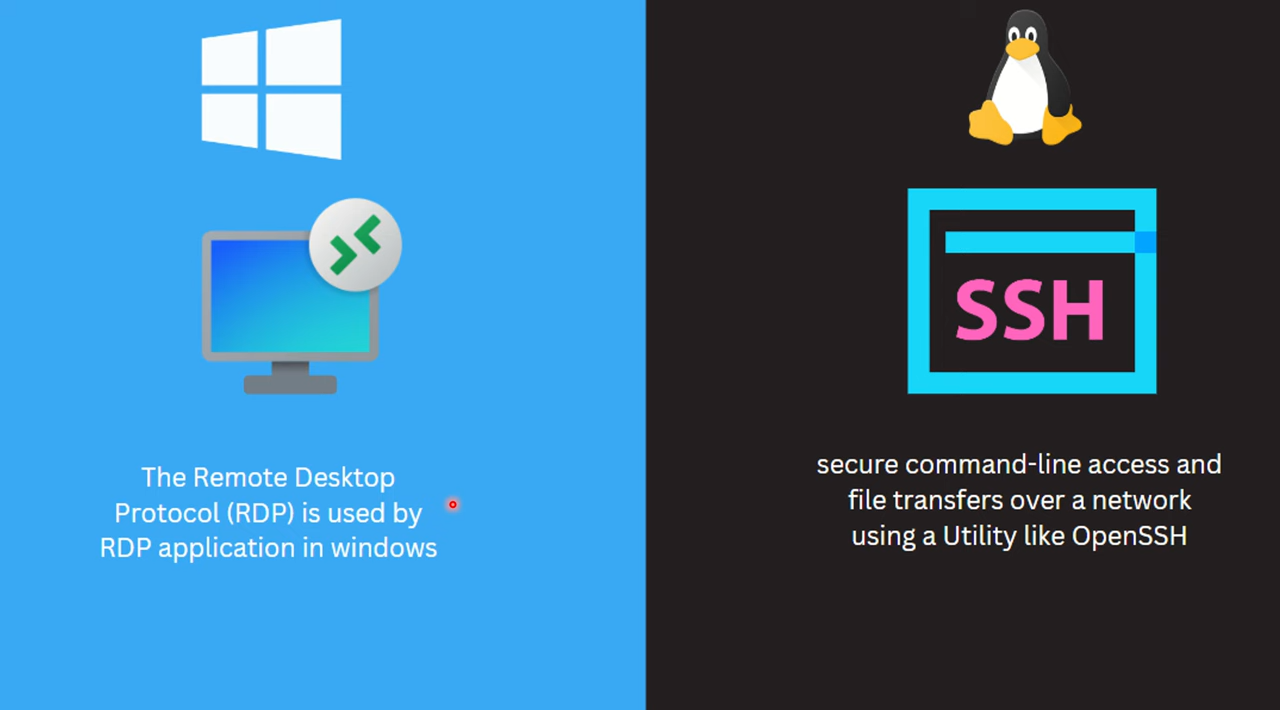 The Remote Desktop
Protocol (RDP) is used by
RDP application in windows
SSH
secure command-line access and
file transfers over a network
using a Utility like OpenSSH